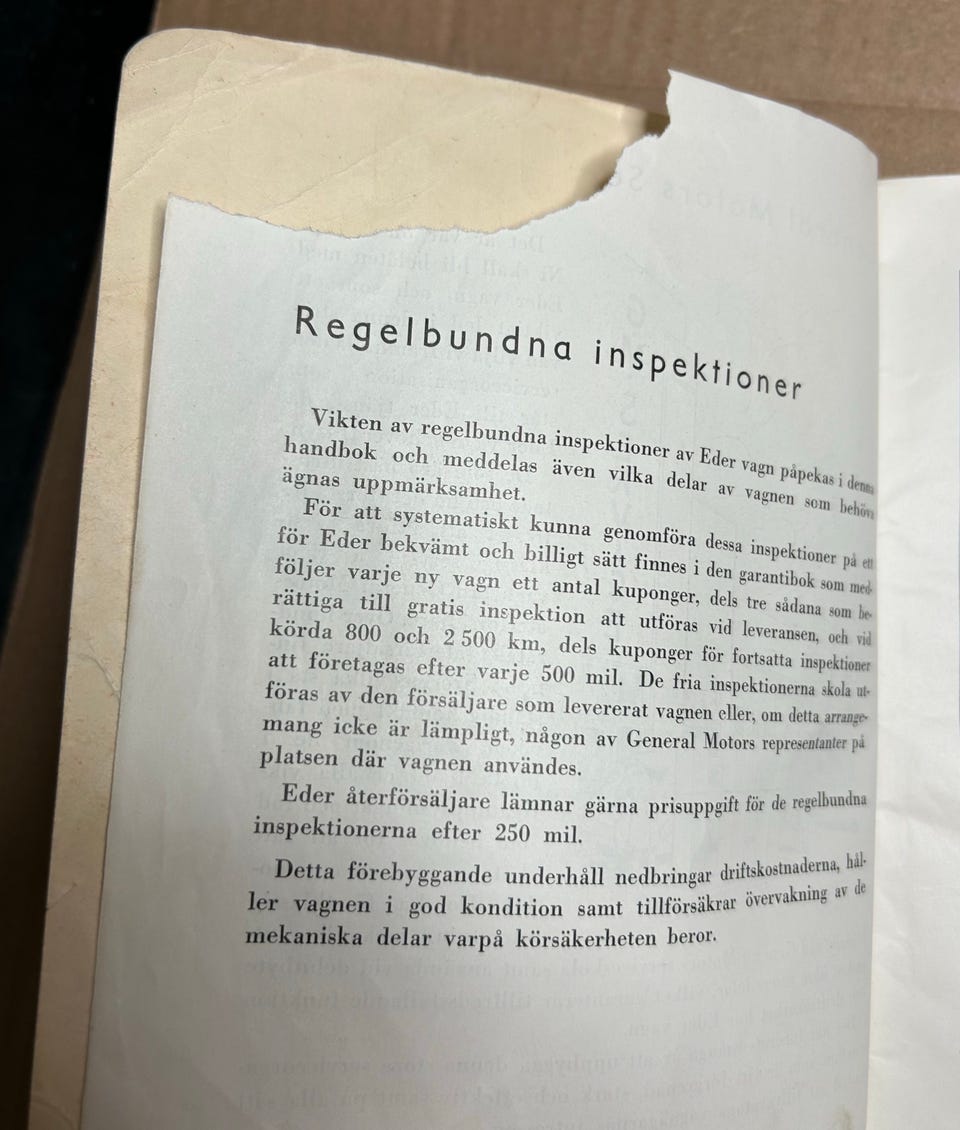 Regelbundna inspektioner
Vikten av regelbundna inspektioner av Eder vagn påpekas i denna
handbok och meddelas även vilka delar av vagnen som behöva
ägnas uppmärksamhet.
För att systematiskt kunna genomföra dessa inspektioner på ett
för Eder bekvämt och billigt sätt finnes i den garantibok som med-
följer varje ny vagn ett antal kuponger, dels tre sådana som be-
rättiga till gratis inspektion att utföras vid leveransen, och vid
körda 800 och 2 500 km, dels kuponger för fortsatta inspektioner
att företagas efter varje 500 mil. De fria inspektionerna skola ut-
föras av den försäljare som levererat vagnen eller, om detta arrange-
mang icke är lämpligt, någon av General Motors representanter på
platsen där vagnen användes.
Eder återförsäljare lämnar gärna prisuppgift för de regelbundna
inspektionerna efter 250 mil.
Detta förebyggande underhåll nedbringar driftskostnaderna, hål-
ler vagnen i god kondition samt tillförsäkrar övervakning av de
mekaniska delar varpå körsäkerheten beror.